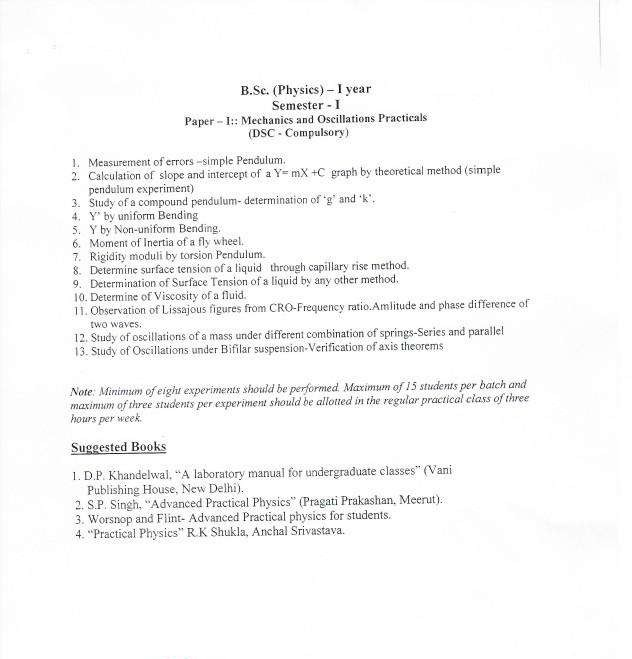 B.Sc. (Physics) – I year
Semester - I
Paper – I:: Mechanics and Oscillations Practicals
(DSC - Compulsory)
1. Measurement of errors –simple Pendulum.
2. Calculation of slope and intercept of a Y= mX +C graph by theoretical method (simple
pendulum experiment)
3. Study of a compound pendulum- determination of 'g' and 'k'.
4. Y' by uniform Bending
5. Y by Non-uniform Bending.
6. Moment of Inertia of a fly wheel.
7. Rigidity moduli by torsion Pendulum.
8. Determine surface tension of a liquid through capillary rise method.
9. Determination of Surface Tension of a liquid by any other method.
10. Determine of Viscosity of a fluid.
11. Observation of Lissajous figures from CRO-Frequency ratio.Amlitude and phase difference of
two waves.
12. Study of oscillations of a mass under different combination of springs-Series and parallel
13. Study of Oscillations under Bifilar suspension-Verification of axis theorems
Note: Minimum of eight experiments should be performed. Maximum of 15 students per batch and
maximum of three students per experiment should be allotted in the regular practical class of three
hours per week.
Suggested Books
1. D.P. Khandelwal, "A laboratory manual for undergraduate classes" (Vani
Publishing House, New Delhi).
2. S.P. Singh, "Advanced Practical Physics" (Pragati Prakashan, Meerut).
3. Worsnop and Flint- Advanced Practical physics for students.
4. "Practical Physics" R.K Shukla, Anchal Srivastava.